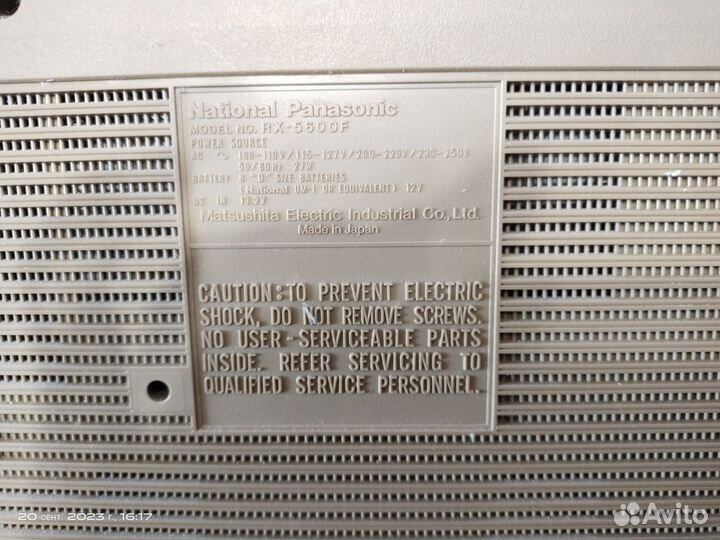 National Panasonic
MODEL NO. RX-5600F
POWER SOURCE
AC ∿ 100-110V/115-127V/200-220V/230-250V
50/60Hz 27W
BATTERY 8 "D" SIZE BATTERIES
(National UM-1 OR EQUIVALENT) 12V
DC IN 13.2V
Matsushita Electric Industrial Co., Ltd.
Made in Japan
CAUTION: TO PREVENT ELECTRIC
SHOCK, DO NOT REMOVE SCREWS.
NO USER-SERVICEABLE PARTS
INSIDE. REFER SERVICING TO
QUALIFIED SERVICE PERSONNEL.
20 сент. 2023 г., 16:17
Avito